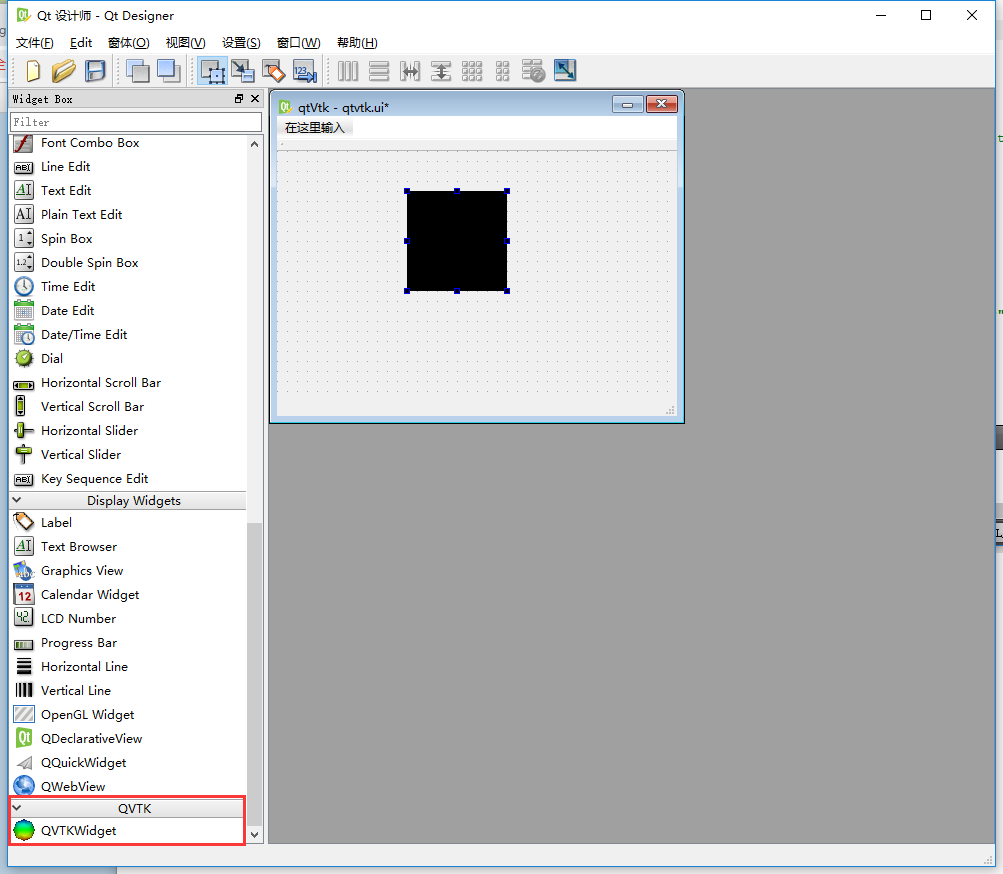 Qt 设计师 - Qt Designer
文件(F) Edit 窗体(O) 视图(V) 设置(S) 窗口(W) 帮助(H)
Widget Box
Filter
Font Combo Box
Line Edit
Text Edit
Plain Text Edit
Spin Box
Double Spin Box
Time Edit
Date Edit
Date/Time Edit
Dial
Horizontal Scroll Bar
Vertical Scroll Bar
Horizontal Slider
Vertical Slider
Key Sequence Edit
Display Widgets
Label
Text Browser
Graphics View
Calendar Widget
LCD Number
Progress Bar
Horizontal Line
Vertical Line
OpenGL Widget
QDeclarativeView
QQuickWidget
QWebView
QVTK
QVTKWidget
qtVtk - qtvtk.ui*
在这里输入